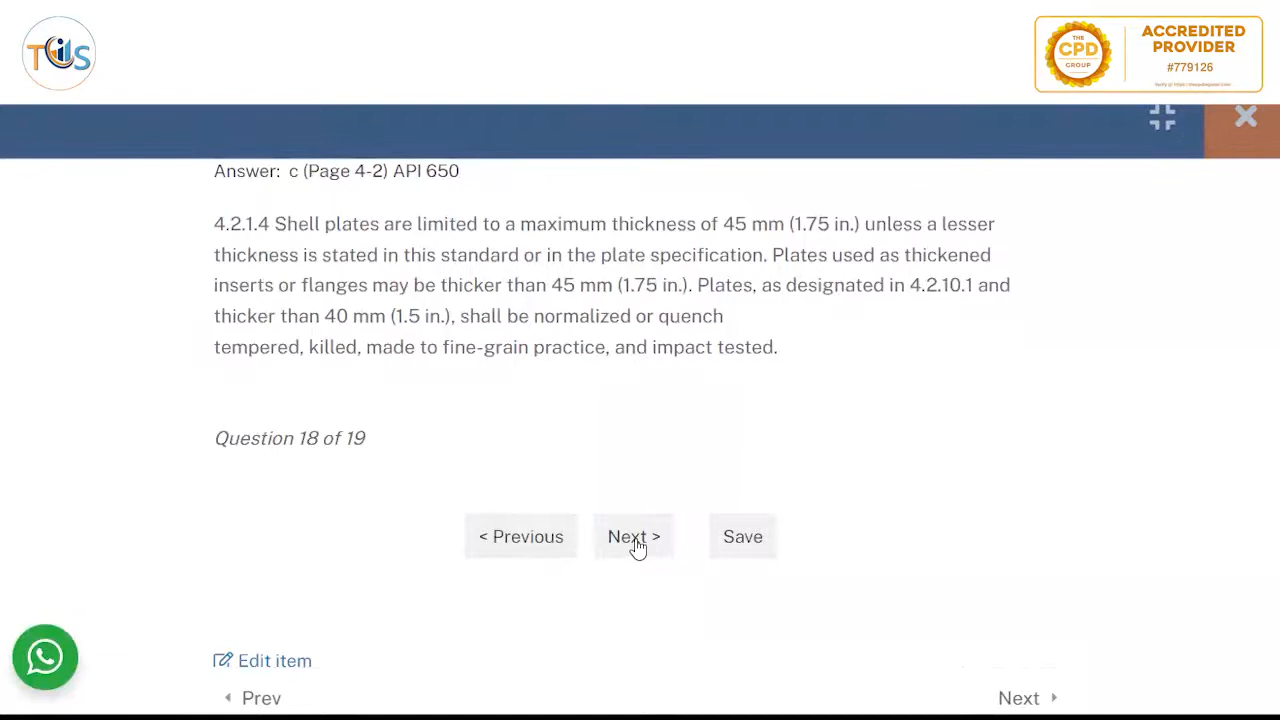 TCIS
THE
CPD
GROUP
ACCREDITED
PROVIDER
#779126
Answer: c (Page 4-2) API 650
4.2.1.4 Shell plates are limited to a maximum thickness of 45 mm (1.75 in.) unless a lesser
thickness is stated in this standard or in the plate specification. Plates used as thickened
inserts or flanges may be thicker than 45 mm (1.75 in.). Plates, as designated in 4.2.10.1 and
thicker than 40 mm (1.5 in.), shall be normalized or quench
tempered, killed, made to fine-grain practice, and impact tested.
Question 18 of 19
< Previous
Next >
Save
Edit item
Prev
Next